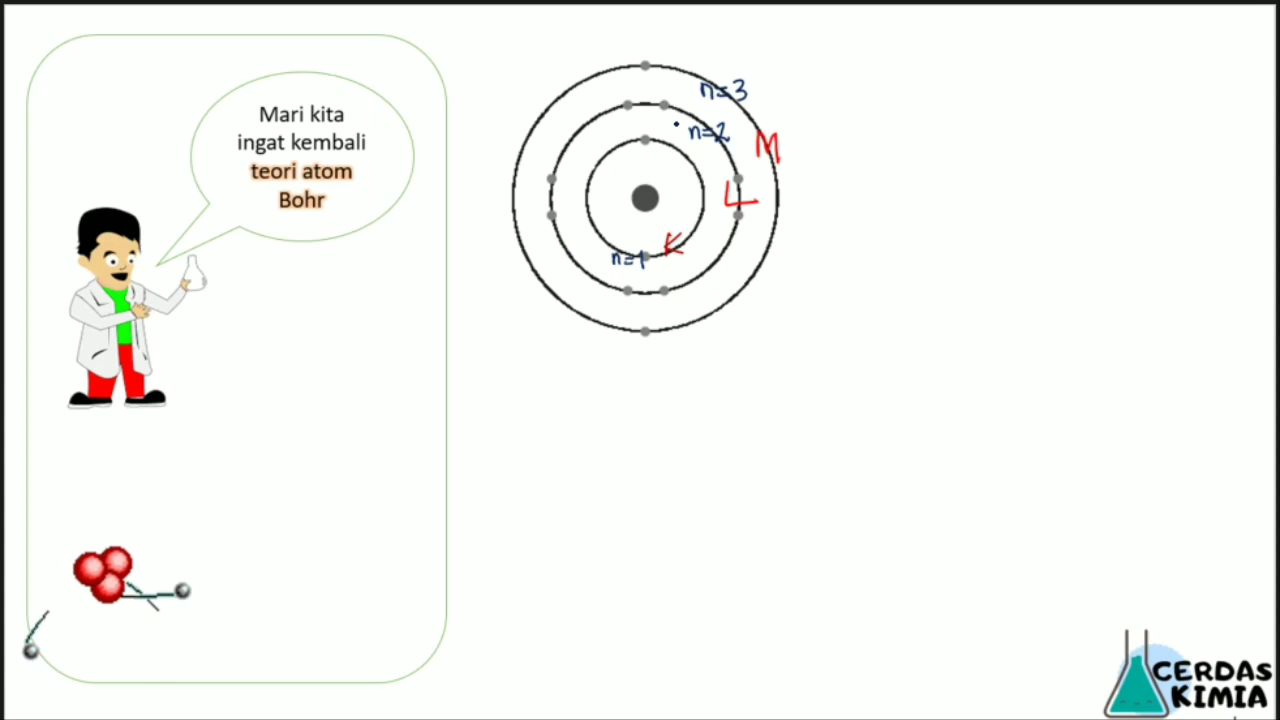 Mari kita
ingat kembali
teori atom
Bohr
n=3
n=2
M
L
K
n=1
CERDAS
KIMIA